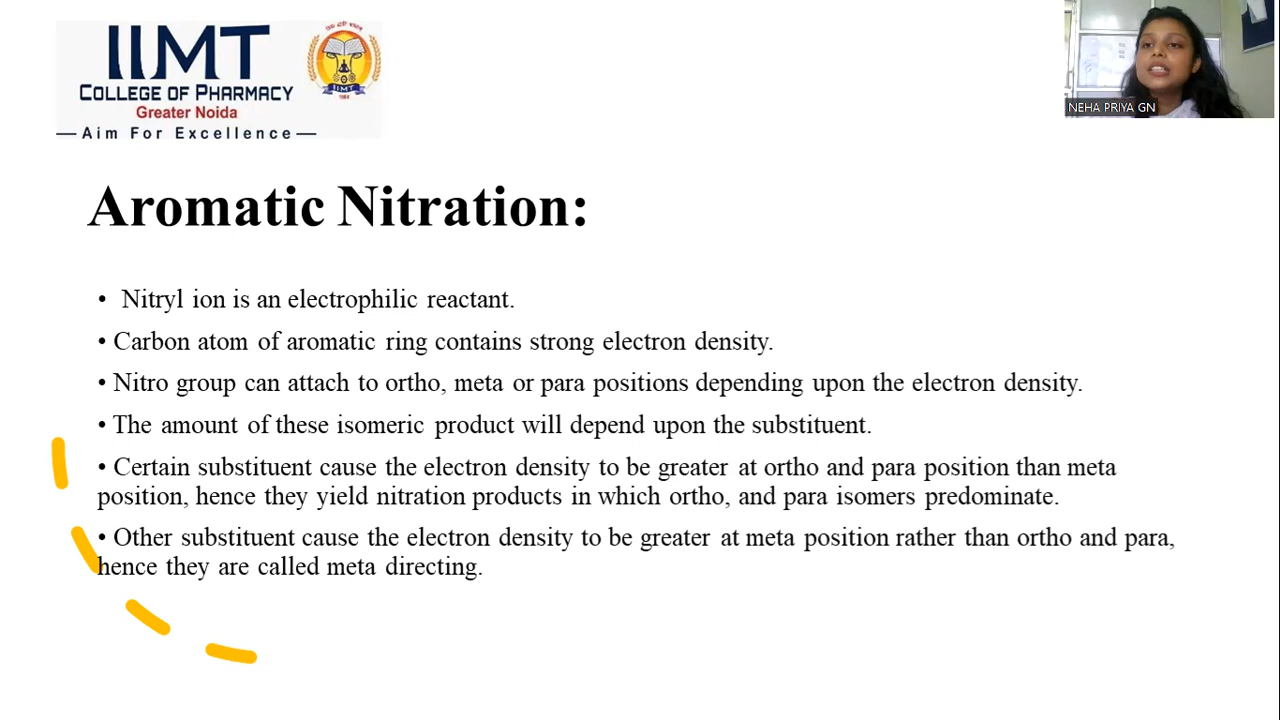 IIMT
COLLEGE OF PHARMACY
Greater Noida
—Aim For Excellence—
IIMT
NEHA PRIYA GN
Aromatic Nitration:
• Nitryl ion is an electrophilic reactant.
• Carbon atom of aromatic ring contains strong electron density.
• Nitro group can attach to ortho, meta or para positions depending upon the electron density.
• The amount of these isomeric product will depend upon the substituent.
• Certain substituent cause the electron density to be greater at ortho and para position than meta
position, hence they yield nitration products in which ortho, and para isomers predominate.
• Other substituent cause the electron density to be greater at meta position rather than ortho and para,
hence they are called meta directing.